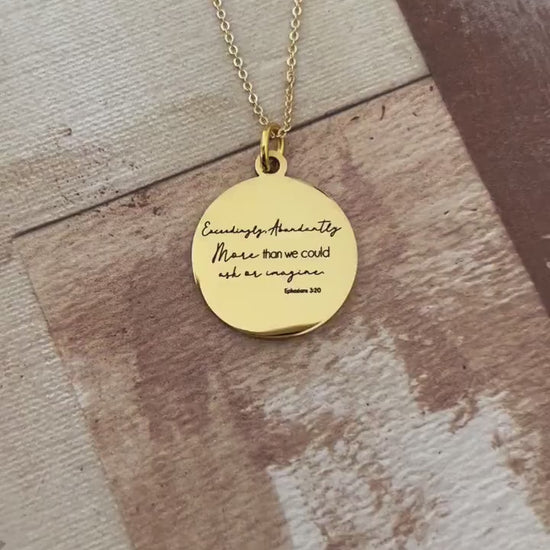 Exceedingly, Abundantly
More than we could
ask or imagine.
Ephesians 3:20